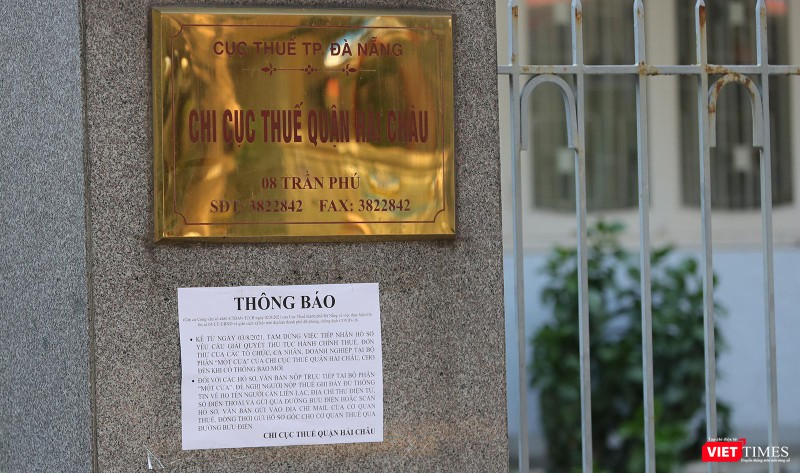 CỤC THUẾ TP. ĐÀ NẴNG
CHI CỤC THUẾ QUẬN HẢI CHÂU
08 TRẦN PHÚ
SĐT: 3822842 FAX: 3822842
THÔNG BÁO
KỂ TỪ NGÀY 03/8/2021, TẠM DỪNG VIỆC TIẾP NHẬN HỒ SƠ
YÊU CẦU GIẢI QUYẾT THỦ TỤC HÀNH CHÍNH THUẾ, ĐƠN
THƯ CỦA CÁC TỔ CHỨC, CÁ NHÂN, DOANH NGHIỆP TẠI BỘ
PHẬN "MỘT CỬA" CỦA CHI CỤC THUẾ QUẬN HẢI CHÂU, CHO
ĐẾN KHI CÓ THÔNG BÁO MỚI
ĐỐI VỚI CÁC HỒ SƠ, VĂN BẢN NỘP TRỰC TIẾP TẠI BỘ PHẬN
"MỘT CỬA", ĐỀ NGHỊ NGƯỜI NỘP THUẾ GHI ĐẦY ĐỦ THÔNG
TIN VỀ HỌ TÊN NGƯỜI CẦN LIÊN LẠC, ĐỊA CHỈ THƯ ĐIỆN TỬ,
SỐ ĐIỆN THOẠI VÀ GỬI QUA ĐƯỜNG BƯU ĐIỆN HOẶC SCAN
HỒ SƠ, VĂN BẢN GỬI VÀO ĐỊA CHỈ MAIL CỦA CƠ QUAN
THUẾ, ĐỒNG THỜI GỬI HỒ SƠ GỐC CHO CƠ QUAN THUẾ QUA
ĐƯỜNG BƯU ĐIỆN.
CHI CỤC THUẾ QUẬN HẢI CHÂU
VIETTIMES